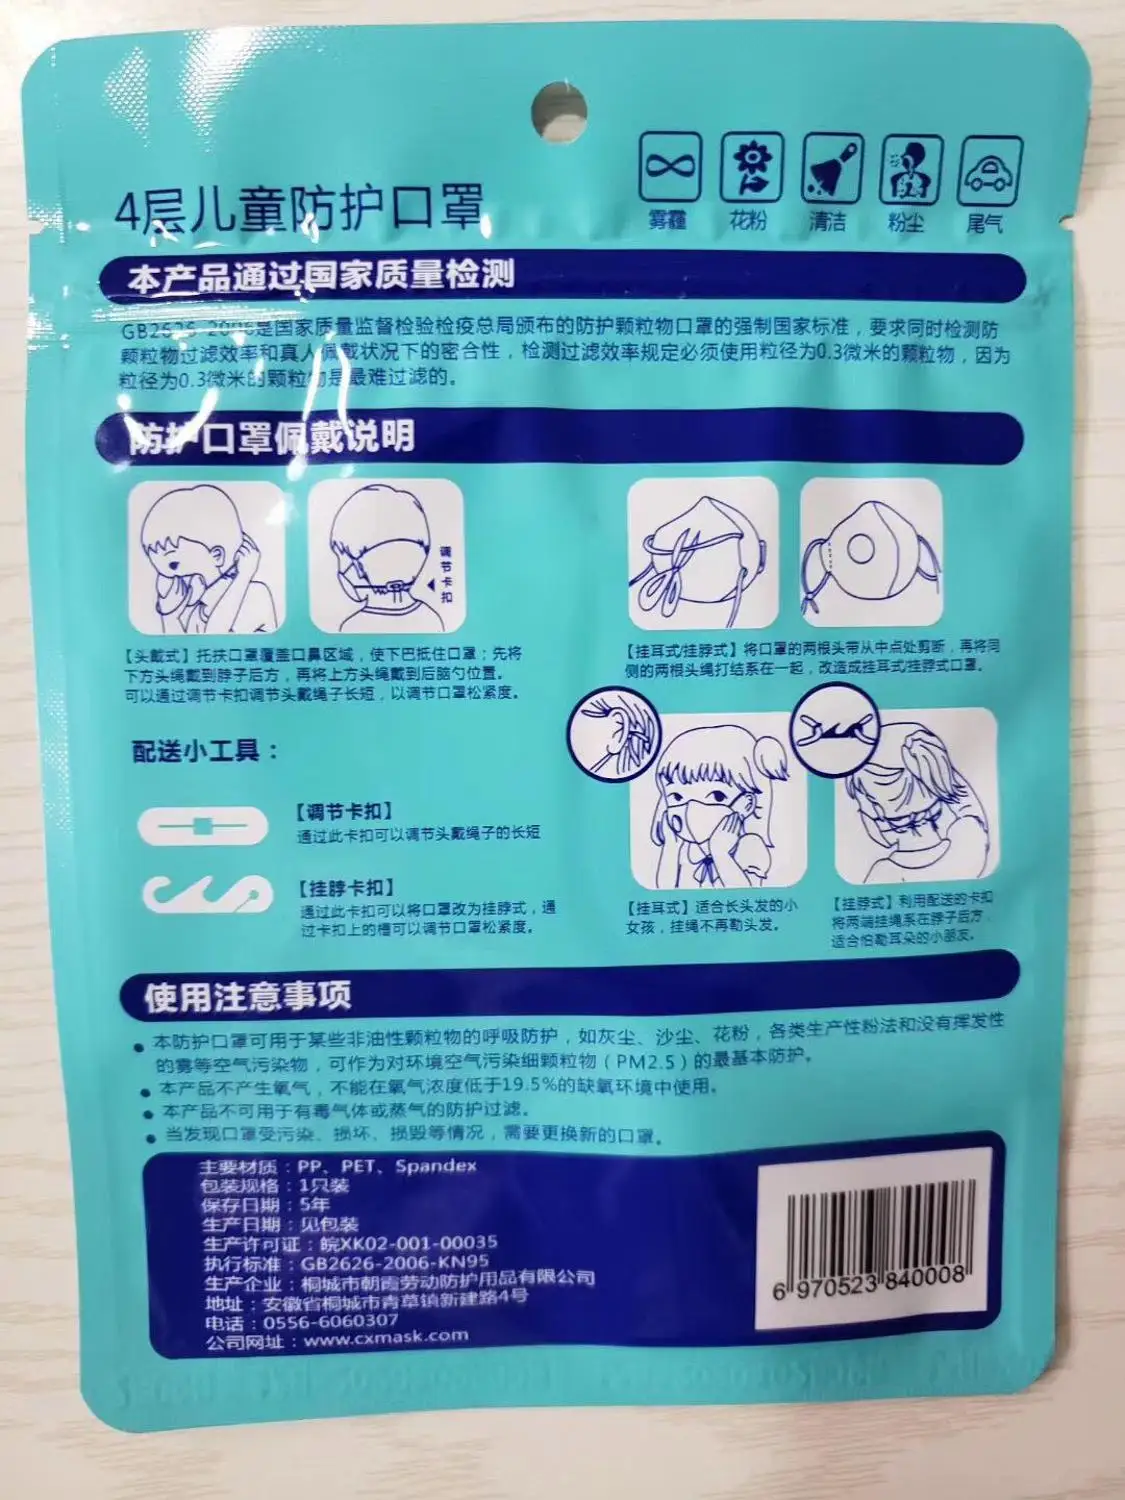 4层儿童防护口罩
雾霾 花粉 清洁 粉尘 尾气
本产品通过国家质量检测
GB2626-2006是国家质量监督检验检疫总局颁布的防护颗粒物口罩的强制国家标准，要求同时检测防
颗粒物过滤效率和真人佩戴状况下的密合性，检测过滤效率规定必须使用粒径为0.3微米的颗粒物，因为
粒径为0.3微米的颗粒物是最难过滤的。
防护口罩佩戴说明
调节卡扣
【头戴式】托扶口罩覆盖口鼻区域，使下巴抵住口罩；先将
下方头绳戴到脖子后方，再将上方头绳戴到后脑勺位置。
可以通过调节卡扣调节头戴绳子长短，以调节口罩松紧度。
【挂耳式/挂脖式】将口罩的两根头带从中点处剪断，再将同
侧的两根头绳打结系在一起，改造成挂耳式/挂脖式口罩。
配送小工具：
【调节卡扣】
通过此卡扣可以调节头戴绳子的长短
【挂脖卡扣】
通过此卡扣可以将口罩改为挂脖式，通
过卡扣上的槽可以调节口罩松紧度。
【挂耳式】适合长头发的小
女孩，挂绳不再勒头发。
【挂脖式】利用配送的卡扣
将两端挂绳系在脖子后方，
适合怕勒耳朵的小朋友。
使用注意事项
● 本防护口罩可用于某些非油性颗粒物的呼吸防护，如灰尘、沙尘、花粉，各类生产性粉法和没有挥发性
的雾等空气污染物，可作为对环境空气污染细颗粒物（PM2.5）的最基本防护。
● 本产品不产生氧气，不能在氧气浓度低于19.5%的缺氧环境中使用。
● 本产品不可用于有毒气体或蒸气的防护过滤。
● 当发现口罩受污染、损坏、损毁等情况，需要更换新的口罩。
主要材质：PP、PET、Spandex
包装规格：1只装
保存日期：5年
生产日期：见包装
生产许可证：皖XK02-001-00035
执行标准：GB2626-2006-KN95
生产企业：桐城市朝霞劳动防护用品有限公司
地址：安徽省桐城市青草镇新建路4号
电话：0556-6060307
公司网址：www.cxmask.com
6 970523 840008